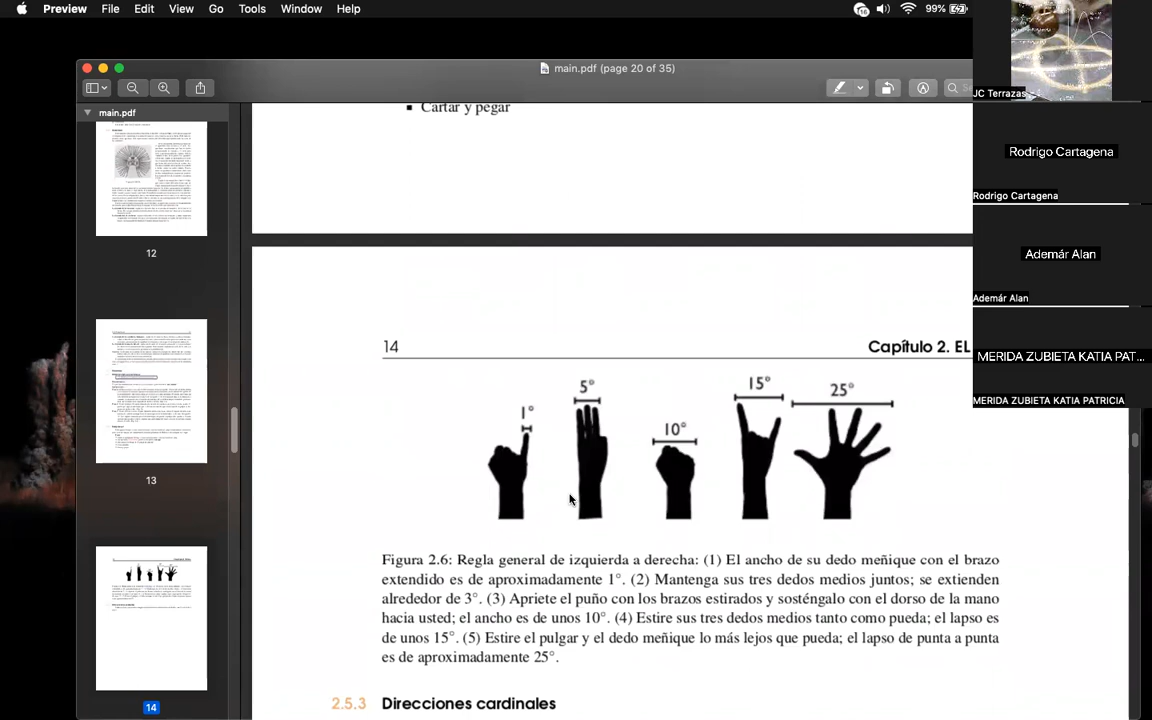 Preview File Edit View Go Tools Window Help
99%
main.pdf (page 20 of 35)
main.pdf
12
13
14
Cartar y pegar
14
Capítulo 2. EL
1°
5°
10°
15°
25°
Figura 2.6: Regla general de izquierda a derecha: (1) El ancho de su dedo meñique con el brazo
extendido es de aproximadamente 1°. (2) Mantenga sus tres dedos medios juntos; se extienden
alrededor de 3°. (3) Apriete el puño con los brazos estirados y sosténgalo con el dorso de la mano
hacia usted; el ancho es de unos 10°. (4) Estire sus tres dedos medios tanto como pueda; el lapso es
de unos 15°. (5) Estire el pulgar y el dedo meñique lo más lejos que pueda; el lapso de punta a punta
es de aproximadamente 25°.
2.5.3 Direcciones cardinales
JC Terrazas
Rodrigo Cartagena
Rodrigo Cartagena
Ademár Alan
Ademár Alan
MERIDA ZUBIETA KATIA PAT...
MERIDA ZUBIETA KATIA PATRICIA